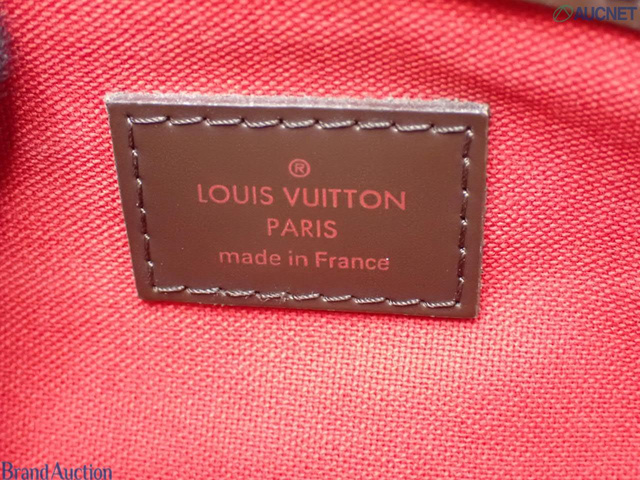 AUCNET
®
LOUIS VUITTON
PARIS
made in France
Brand Auction